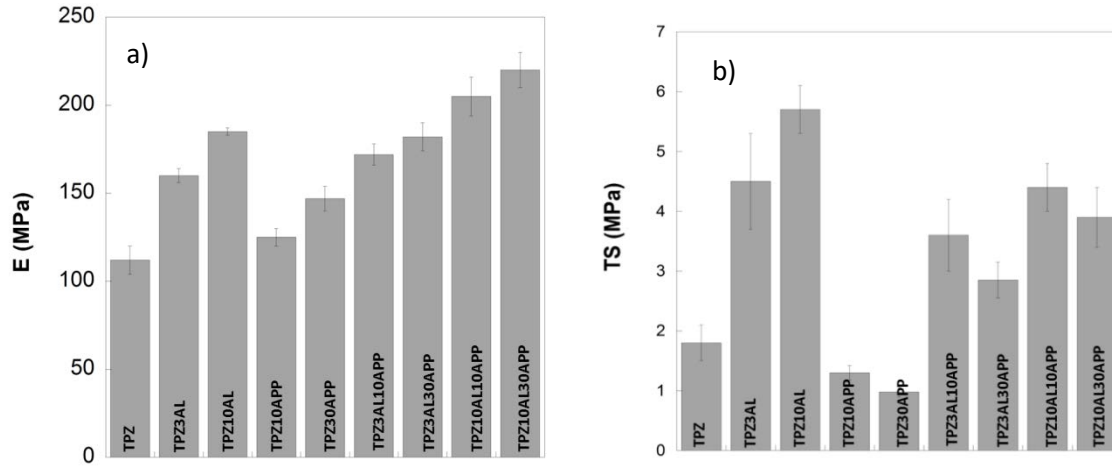 a)
E (MPa)
250
200
150
100
50
0
TPZ
TPZ3AL
TPZ10AL
TPZ10APP
TPZ30APP
TPZ3AL10APP
TPZ3AL30APP
TPZ10AL10APP
TPZ10AL30APP
b)
TS (MPa)
7
6
5
4
3
2
1
0
TPZ
TPZ3AL
TPZ10AL
TPZ10APP
TPZ30APP
TPZ3AL10APP
TPZ3AL30APP
TPZ10AL10APP
TPZ10AL30APP